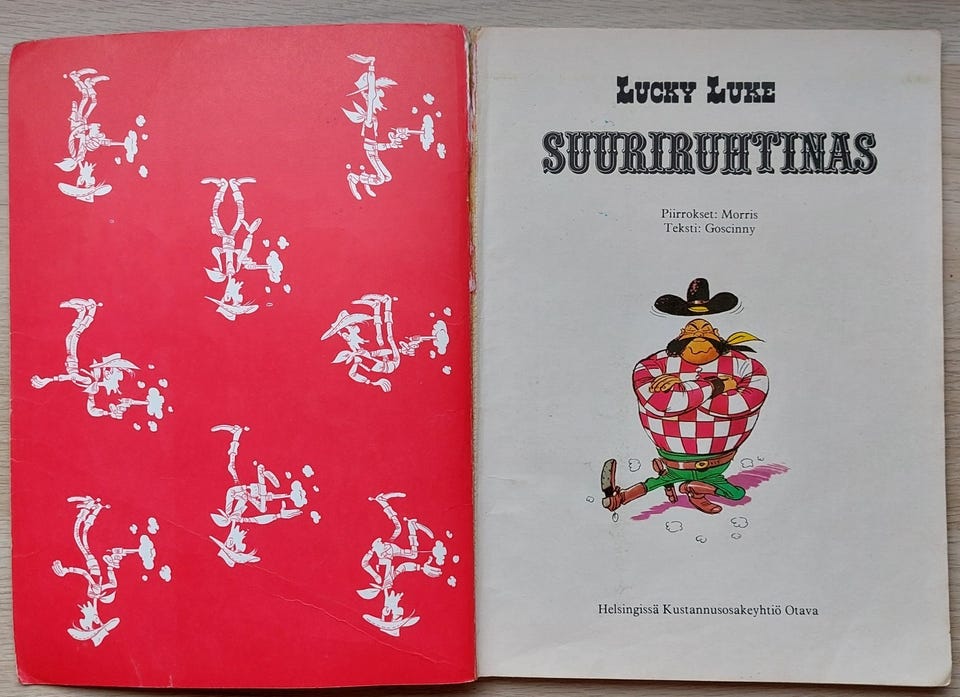 LUCKY LUKE
SUURIRUHTINAS
Piirrokset: Morris
Teksti: Goscinny
Helsingissä Kustannusosakeyhtiö Otava